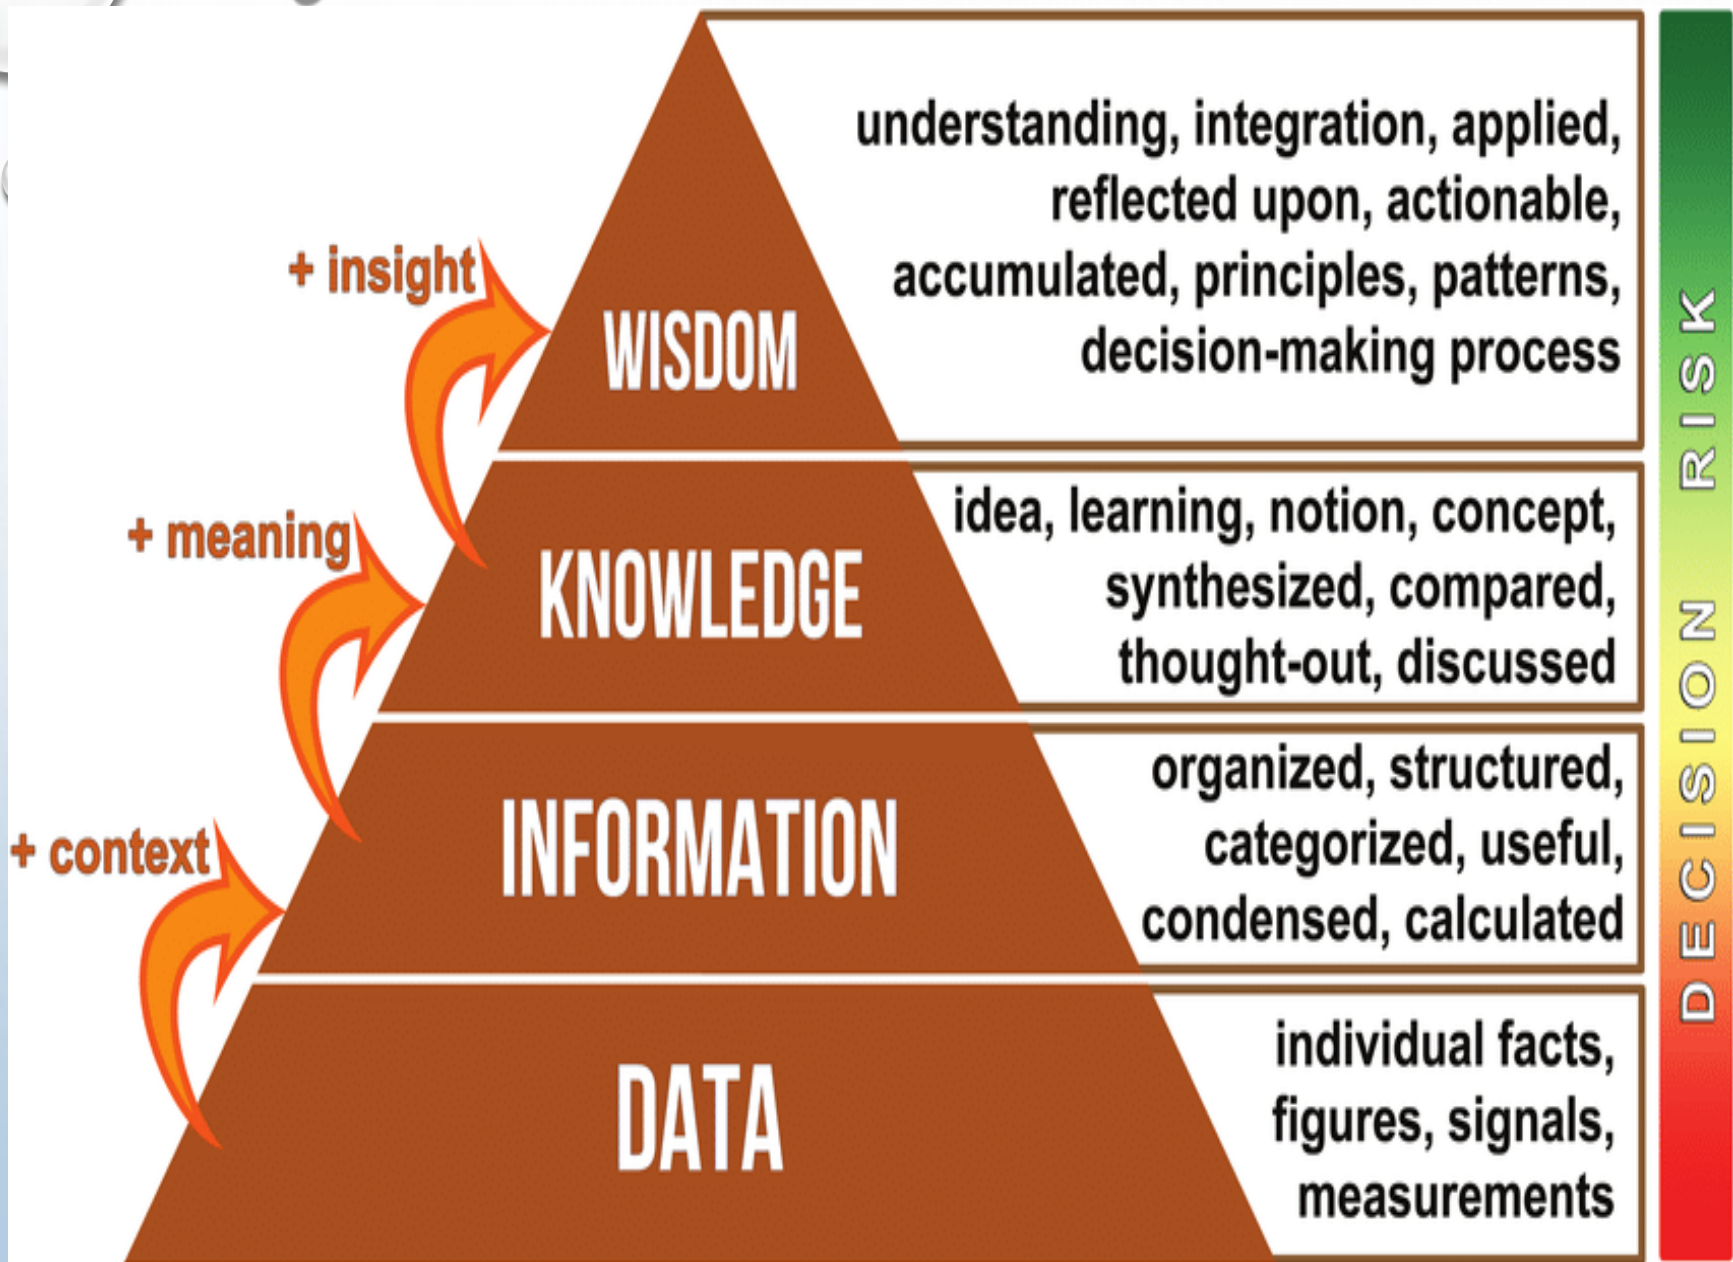 understanding, integration, applied,
reflected upon, actionable,
accumulated, principles, patterns,
decision-making process
+ insight
WISDOM
idea, learning, notion, concept,
synthesized, compared,
thought-out, discussed
+ meaning
KNOWLEDGE
organized, structured,
categorized, useful,
condensed, calculated
+ context
INFORMATION
individual facts,
figures, signals,
measurements
DATA
DECISION RISK